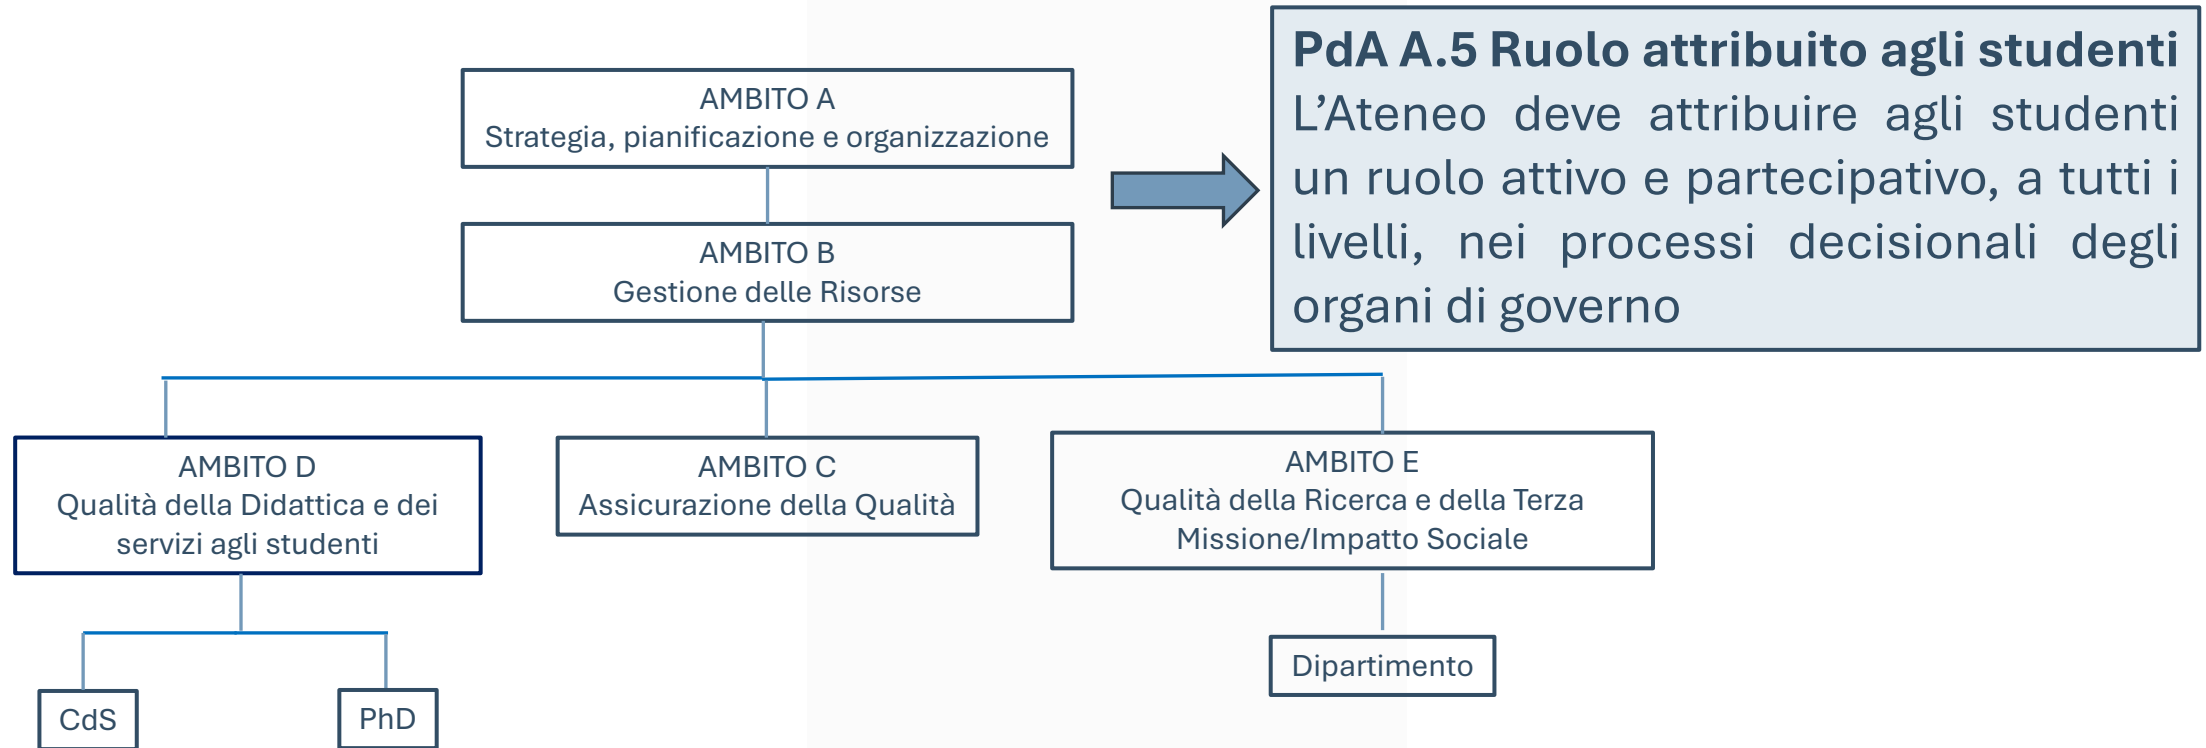 AMBITO A
Strategia, pianificazione e organizzazione
PdA A.5 Ruolo attribuito agli studenti
L’Ateneo deve attribuire agli studenti
un ruolo attivo e partecipativo, a tutti i
livelli, nei processi decisionali degli
organi di governo
AMBITO B
Gestione delle Risorse
AMBITO D
Qualità della Didattica e dei
servizi agli studenti
AMBITO C
Assicurazione della Qualità
AMBITO E
Qualità della Ricerca e della Terza
Missione/Impatto Sociale
CdS
PhD
Dipartimento